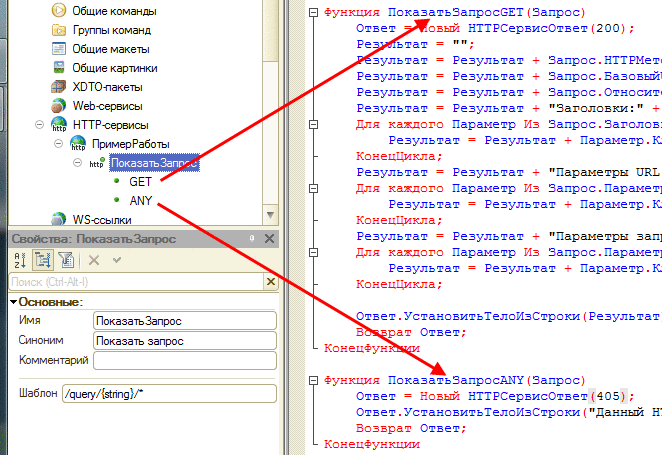 Общие команды
Группы команд
Общие макеты
Общие картинки
XDTO-пакеты
Web-сервисы
HTTP-сервисы
ПримерРаботы
ПоказатьЗапрос
GET
ANY
WS-ссылки
Свойства: ПоказатьЗапрос
Поиск (Ctrl-Alt-I)
Основные:
Имя ПоказатьЗапрос
Синоним Показать запрос
Комментарий
Шаблон /query/{string}/*
Функция ПоказатьЗапросGET(Запрос)
Ответ = Новый HTTPСервисОтвет(200);
Результат = "";
Результат = Результат + Запрос.HTTPМето
Результат = Результат + Запрос.Базовый
Результат = Результат + Запрос.Относит
Результат = Результат + "Заголовки:" +
Для каждого Параметр Из Запрос.Заголов
Результат = Результат + Параметр.К
КонецЦикла;
Результат = Результат + "Параметры URL
Для каждого Параметр Из Запрос.Парамет
Результат = Результат + Параметр.К
КонецЦикла;
Результат = Результат + "Параметры запр
Для каждого Параметр Из Запрос.Парамет
Результат = Результат + Параметр.К
КонецЦикла;
Ответ.УстановитьТелоИзСтроки(Результат
Возврат Ответ;
КонецФункции
Функция ПоказатьЗапросANY(Запрос)
Ответ = Новый HTTPСервисОтвет(405);
Ответ.УстановитьТелоИзСтроки("Данный HT
Возврат Ответ;
КонецФункции